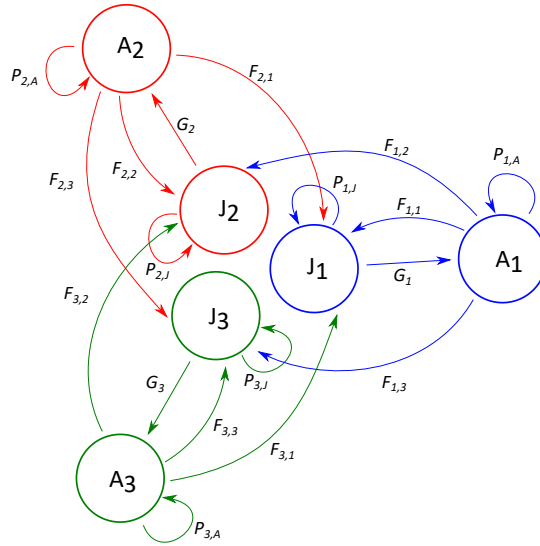 A2
P2,A
F2,1
G2
F2,2
F1,2
P1,A
F2,3
P1,J
F1,1
J2
P2,J
J1
G1
A1
F3,2
J3
P3,J
G3
F1,3
F3,3
F3,1
A3
P3,A